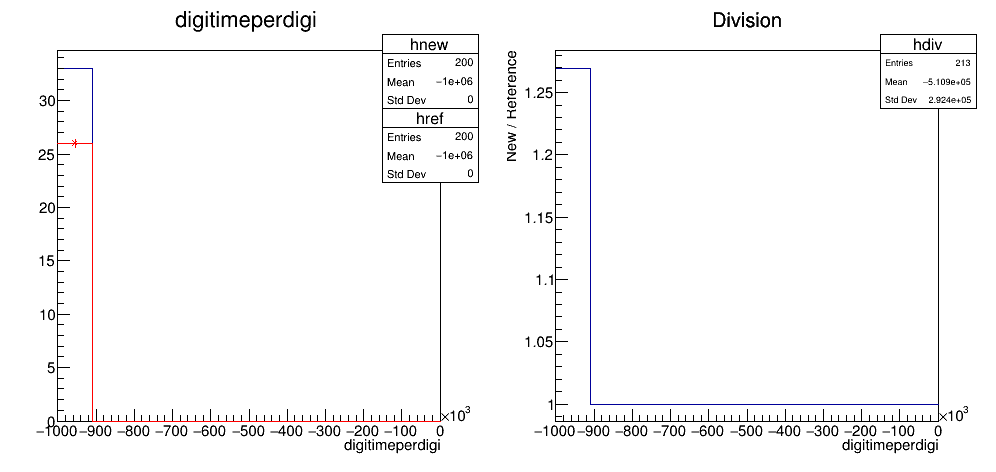 digitimeperdigi
hnew
Entries 200
Mean −1e+06
Std Dev 0
href
Entries 200
Mean −1e+06
Std Dev 0
30
25
20
15
10
5
0
−1000 −900 −800 −700 −600 −500 −400 −300 −200 −100 0
×10³
digitimeperdigi
Division
hdiv
Entries 213
Mean −5.109e+05
Std Dev 2.924e+05
New / Reference
1.25
1.2
1.15
1.1
1.05
1
−1000 −900 −800 −700 −600 −500 −400 −300 −200 −100 0
×10³
digitimeperdigi